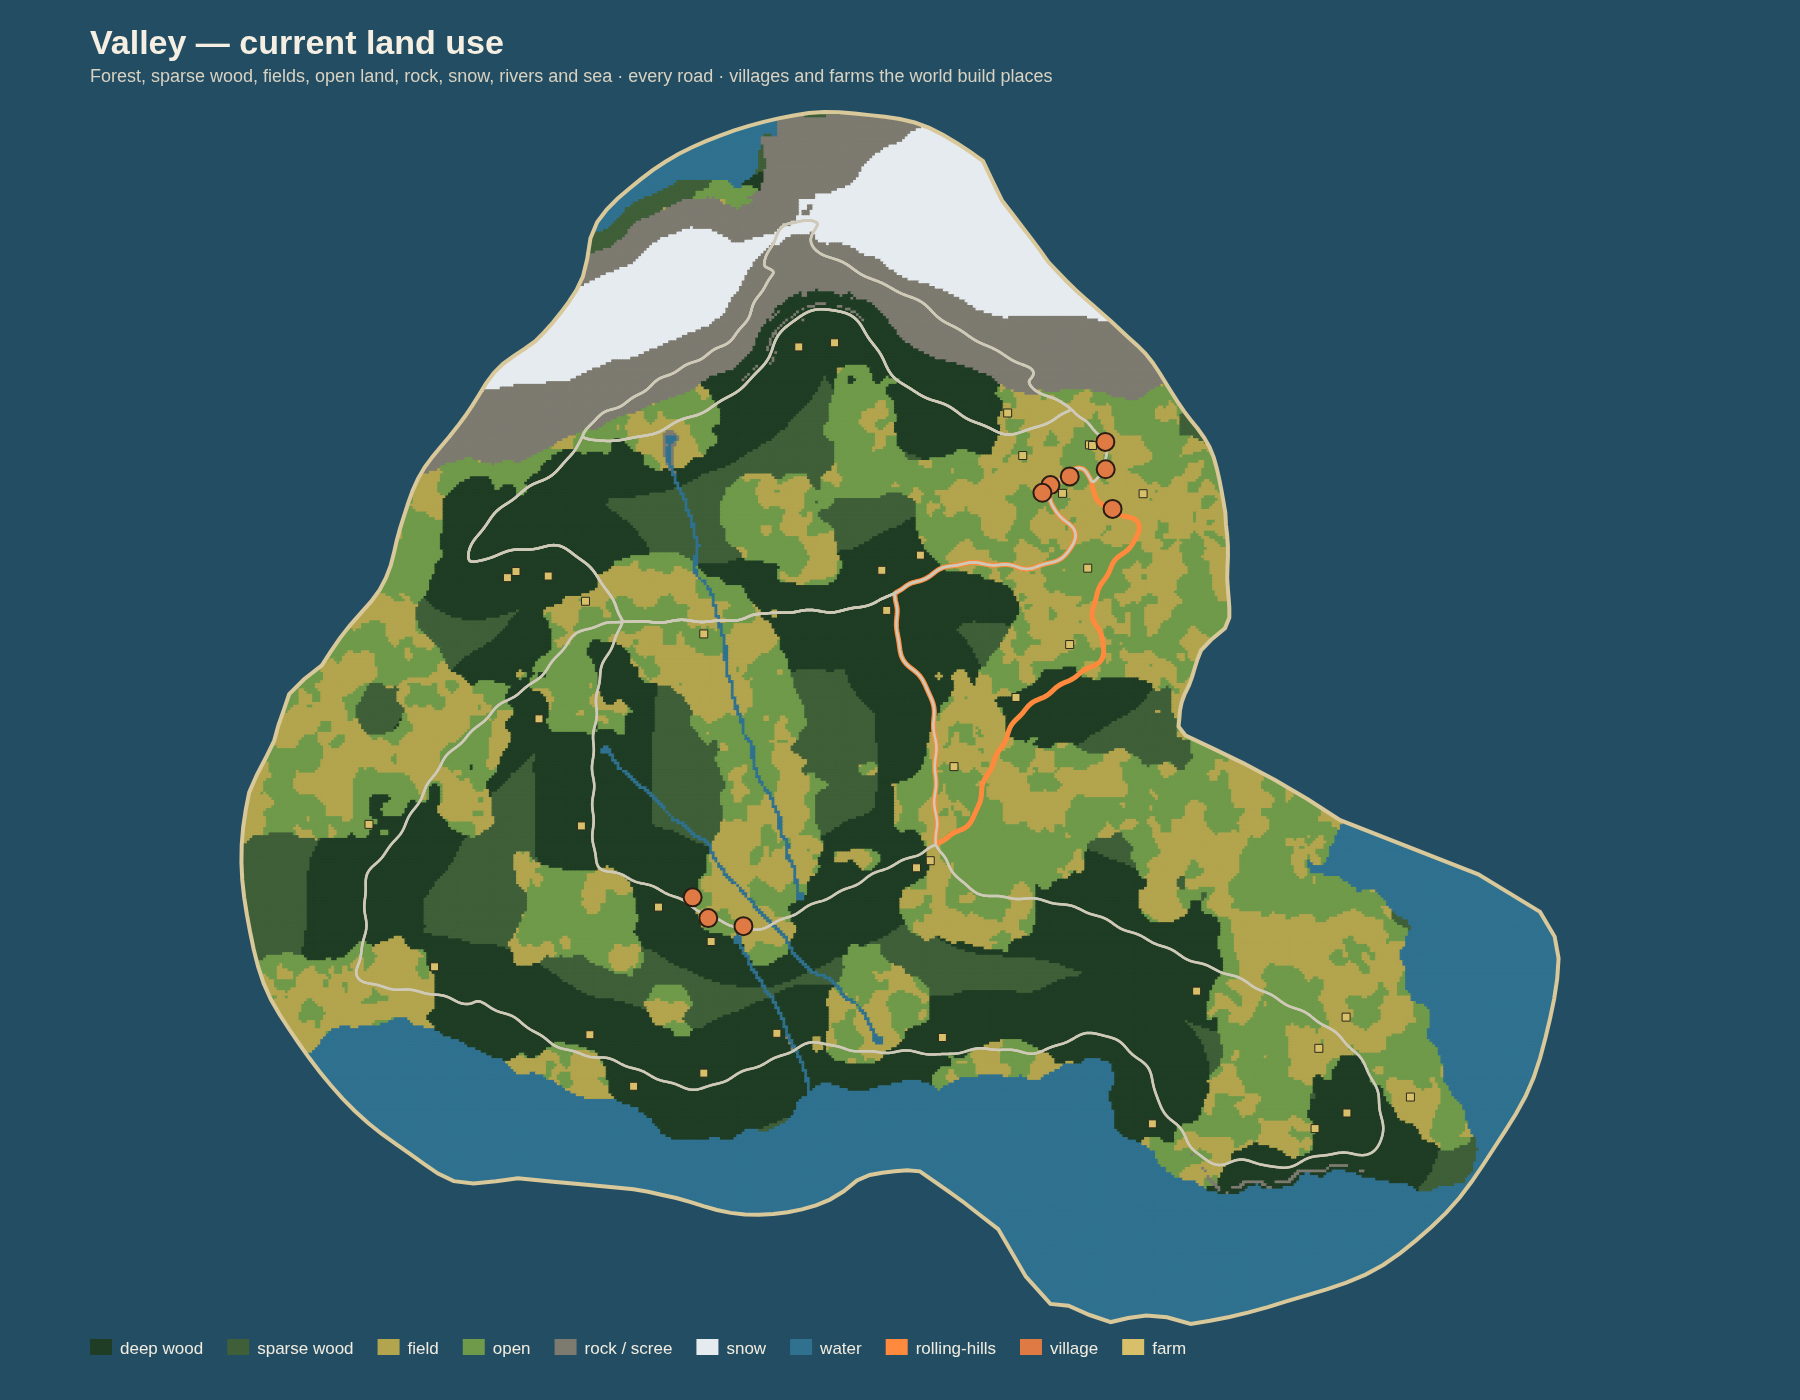 Valley — current land use
Forest, sparse wood, fields, open land, rock, snow, rivers and sea · every road · villages and farms the world build places
deep wood sparse wood field open rock / scree snow water rolling-hills village farm